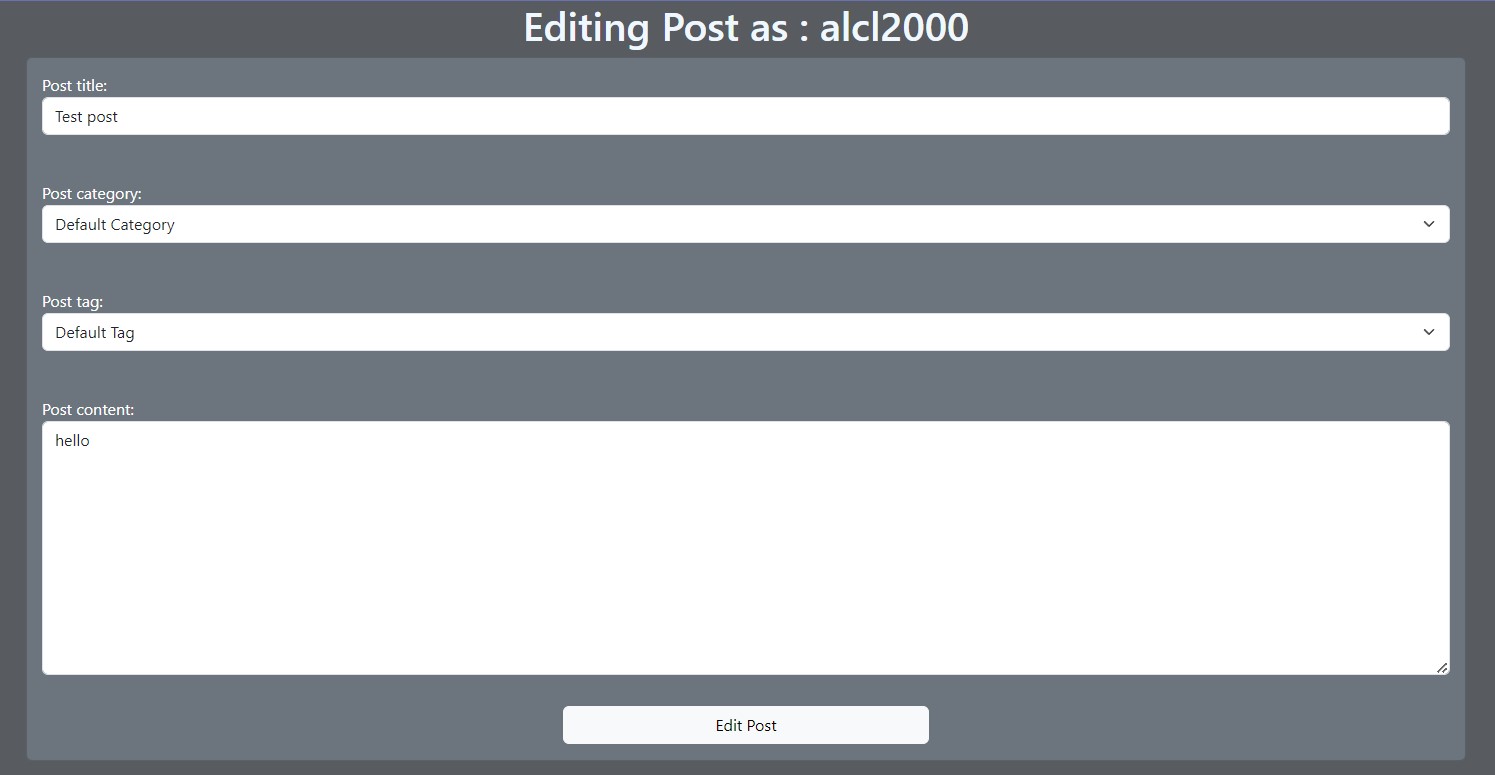 Editing Post as : alcl2000
Post title:
Test post
Post category:
Default Category
Post tag:
Default Tag
Post content:
hello
Edit Post